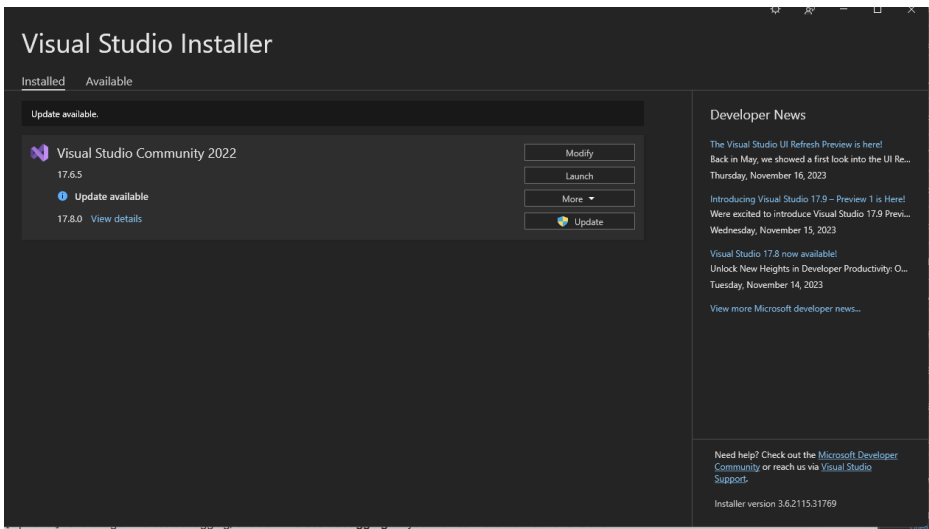 Visual Studio Installer
Installed
Available
Update available.
Visual Studio Community 2022
17.6.5
Update available
17.8.0 View details
Modify
Launch
More
Update
Developer News
The Visual Studio UI Refresh Preview is here!
Back in May, we showed a first look into the UI Re...
Thursday, November 16, 2023
Introducing Visual Studio 17.9 – Preview 1 is Here!
Were excited to introduce Visual Studio 17.9 Previ...
Wednesday, November 15, 2023
Visual Studio 17.8 now available!
Unlock New Heights in Developer Productivity: O...
Tuesday, November 14, 2023
View more Microsoft developer news...
Need help? Check out the Microsoft Developer
Community or reach us via Visual Studio
Support.
Installer version 3.6.2115.31769